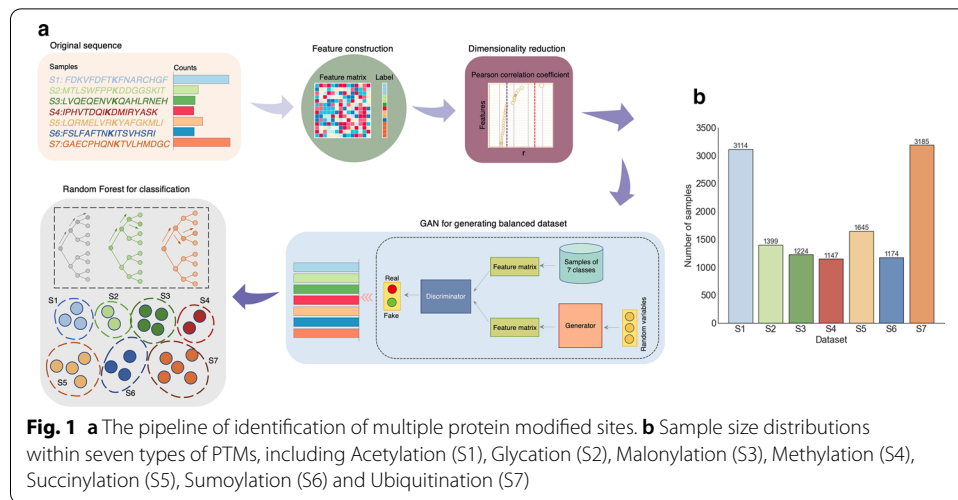 a
Original sequence
Samples Counts
S1: FDKVFDFTKFNARCHGF
S2:MTLSWFPPKDDGGSKIT
S3:LVQEQENVKQAHLRNEH
S4:IPHVTDQIKDMIRYASK
S5:LQRMELVRKYAFGKMLI
S6:FSLFAFTNKITSVHSRI
S7:GAECPHQNKTVLHMDGC
Feature construction
Feature matrix Label
Dimensionality reduction
Pearson correlation coefficient
Features
r
Random Forest for classification
S1
S2
S3
S4
S5
S6
S7
GAN for generating balanced dataset
Real
Fake
Discriminator
Feature matrix
Samples of
7 classes
Feature matrix
Generator
Random variables
b
Number of samples
3500
3000
2500
2000
1500
1000
500
0
3114
1399
1224
1147
1645
1174
3185
S1 S2 S3 S4 S5 S6 S7
Dataset
Fig. 1 a The pipeline of identification of multiple protein modified sites. b Sample size distributions
within seven types of PTMs, including Acetylation (S1), Glycation (S2), Malonylation (S3), Methylation (S4),
Succinylation (S5), Sumoylation (S6) and Ubiquitination (S7)